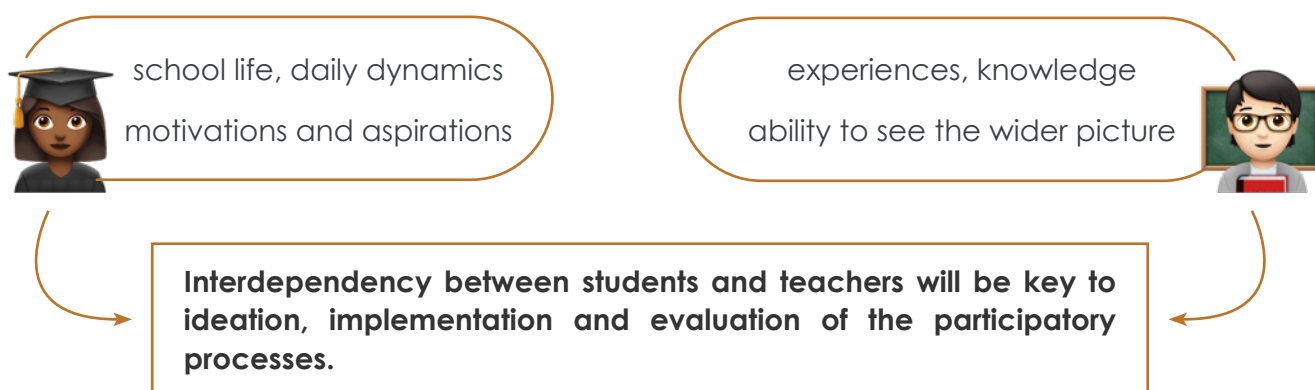 school life, daily dynamics
motivations and aspirations
experiences, knowledge
ability to see the wider picture
Interdependency between students and teachers will be key to
ideation, implementation and evaluation of the participatory
processes.